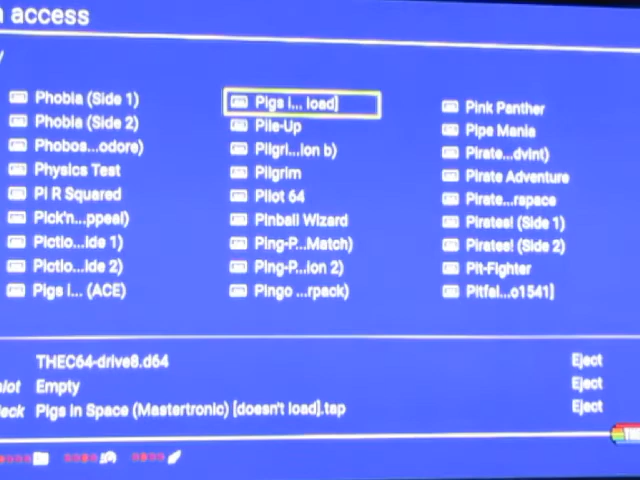 access
Phobia (Side 1)
Phobia (Side 2)
Phobos...odore)
Physics Test
Pi R Squared
Pick'n...ppeal)
Pictio...ide 1)
Pictio...ide 2)
Pigs i... (ACE)
Pigs i... load]
Pile-Up
Pilgri...ion b)
Pilgrim
Pilot 64
Pinball Wizard
Ping-P...Match)
Ping-P...ion 2)
Pingo ...rpack)
Pink Panther
Pipe Mania
Pirate...dvint)
Pirate Adventure
Pirate...rapace
Pirates! (Side 1)
Pirates! (Side 2)
Pit-Fighter
Pitfal...o1541]
THEC64-drive8.d64 Eject
Empty Eject
Pigs in Space (Mastertronic) [doesn't load].tap Eject